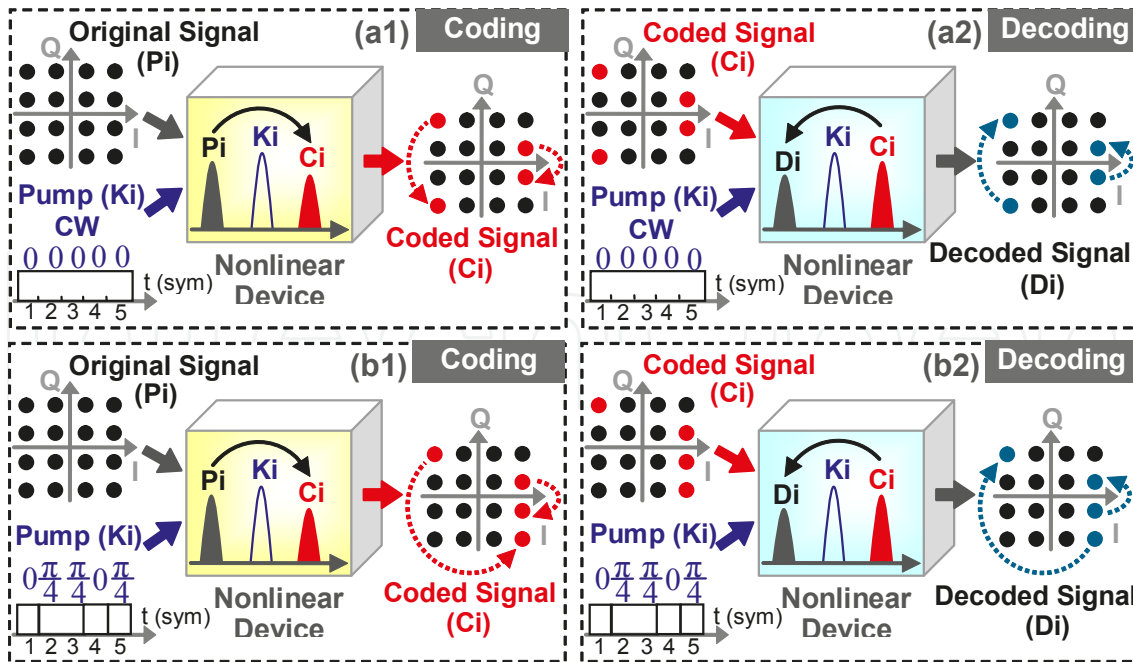 Original Signal
(Pi)
(a1)
Coding
Q
I
Pump (Ki)
CW
0 0 0 0 0
t (sym)
1 2 3 4 5
Pi
Ki
Ci
Nonlinear
Device
Q
I
Coded Signal
(Ci)
Coded Signal
(Ci)
(a2)
Decoding
Q
I
Pump (Ki)
CW
0 0 0 0 0
t (sym)
1 2 3 4 5
Di
Ki
Ci
Nonlinear
Device
Q
I
Decoded Signal
(Di)
Original Signal
(Pi)
(b1)
Coding
Q
I
Pump (Ki)
0 π/4 π/4 0 π/4
t (sym)
1 2 3 4 5
Pi
Ki
Ci
Nonlinear
Device
Q
I
Coded Signal
(Ci)
Coded Signal
(Ci)
(b2)
Decoding
Q
I
Pump (Ki)
0 π/4 π/4 0 π/4
t (sym)
1 2 3 4 5
Di
Ki
Ci
Nonlinear
Device
Q
I
Decoded Signal
(Di)